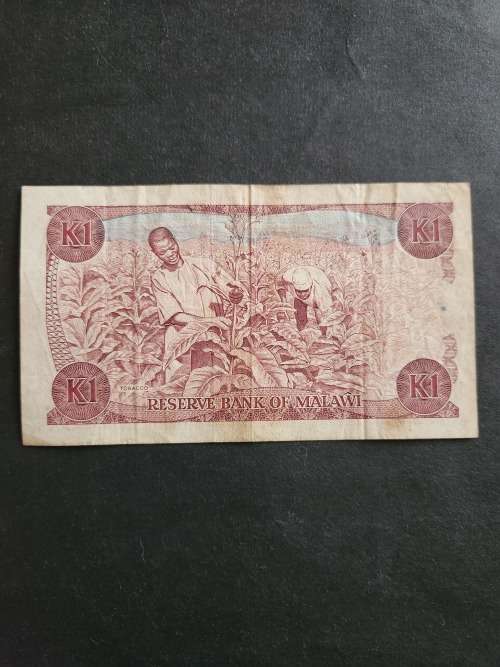 K1 K1
K1 K1
TOBACCO
RESERVE BANK OF MALAWI